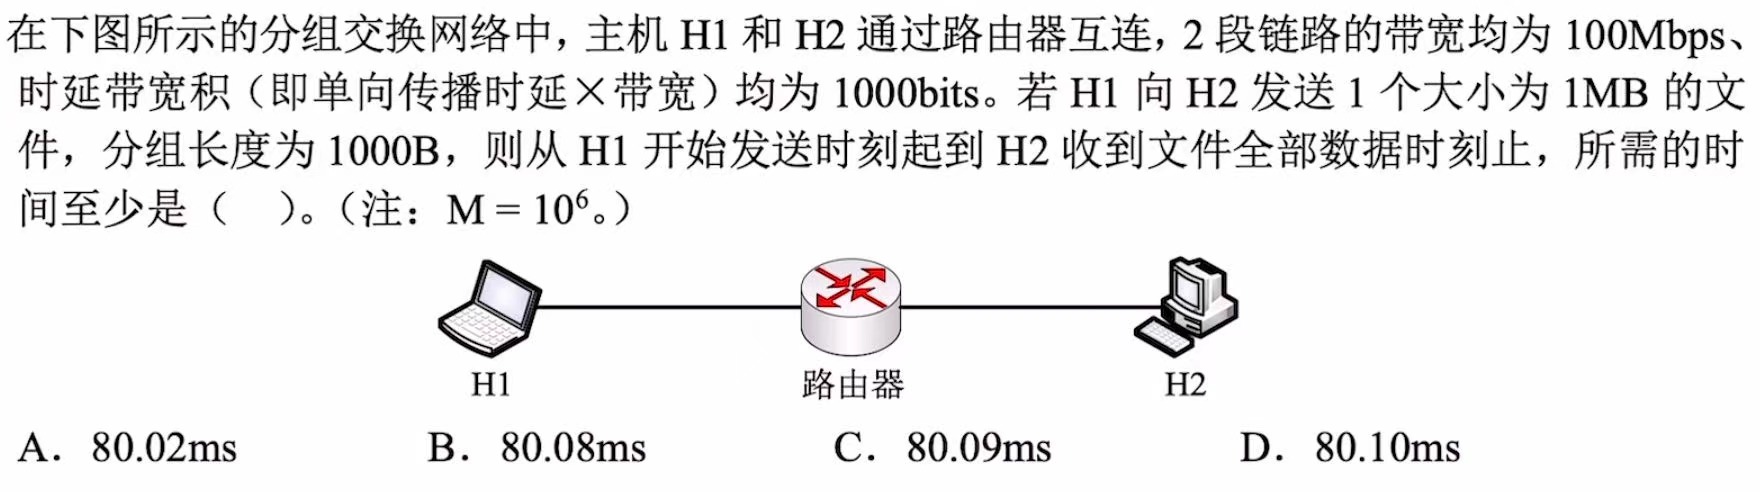 在下图所示的分组交换网络中，主机 H1 和 H2 通过路由器互连，2 段链路的带宽均为 100Mbps、
时延带宽积（即单向传播时延×带宽）均为 1000bits。若 H1 向 H2 发送 1 个大小为 1MB 的文
件，分组长度为 1000B，则从 H1 开始发送时刻起到 H2 收到文件全部数据时刻止，所需的时
间至少是（　）。（注：M = 10⁶。）
H1 路由器 H2
A．80.02ms B．80.08ms C．80.09ms D．80.10ms